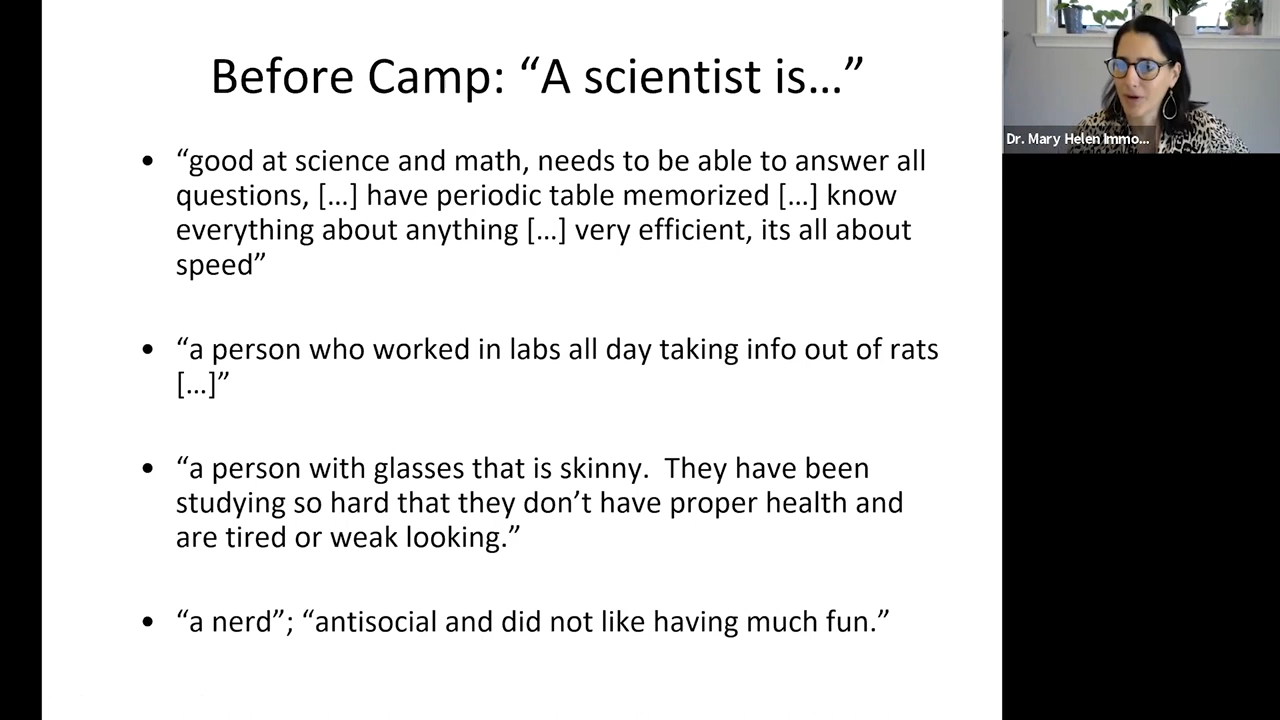 Before Camp: “A scientist is...”
• “good at science and math, needs to be able to answer all
questions, [...] have periodic table memorized [...] know
everything about anything [...] very efficient, its all about
speed”
• “a person who worked in labs all day taking info out of rats
[...]”
• “a person with glasses that is skinny.  They have been
studying so hard that they don’t have proper health and
are tired or weak looking.”
• “a nerd”; “antisocial and did not like having much fun.”
Dr. Mary Helen Immo...